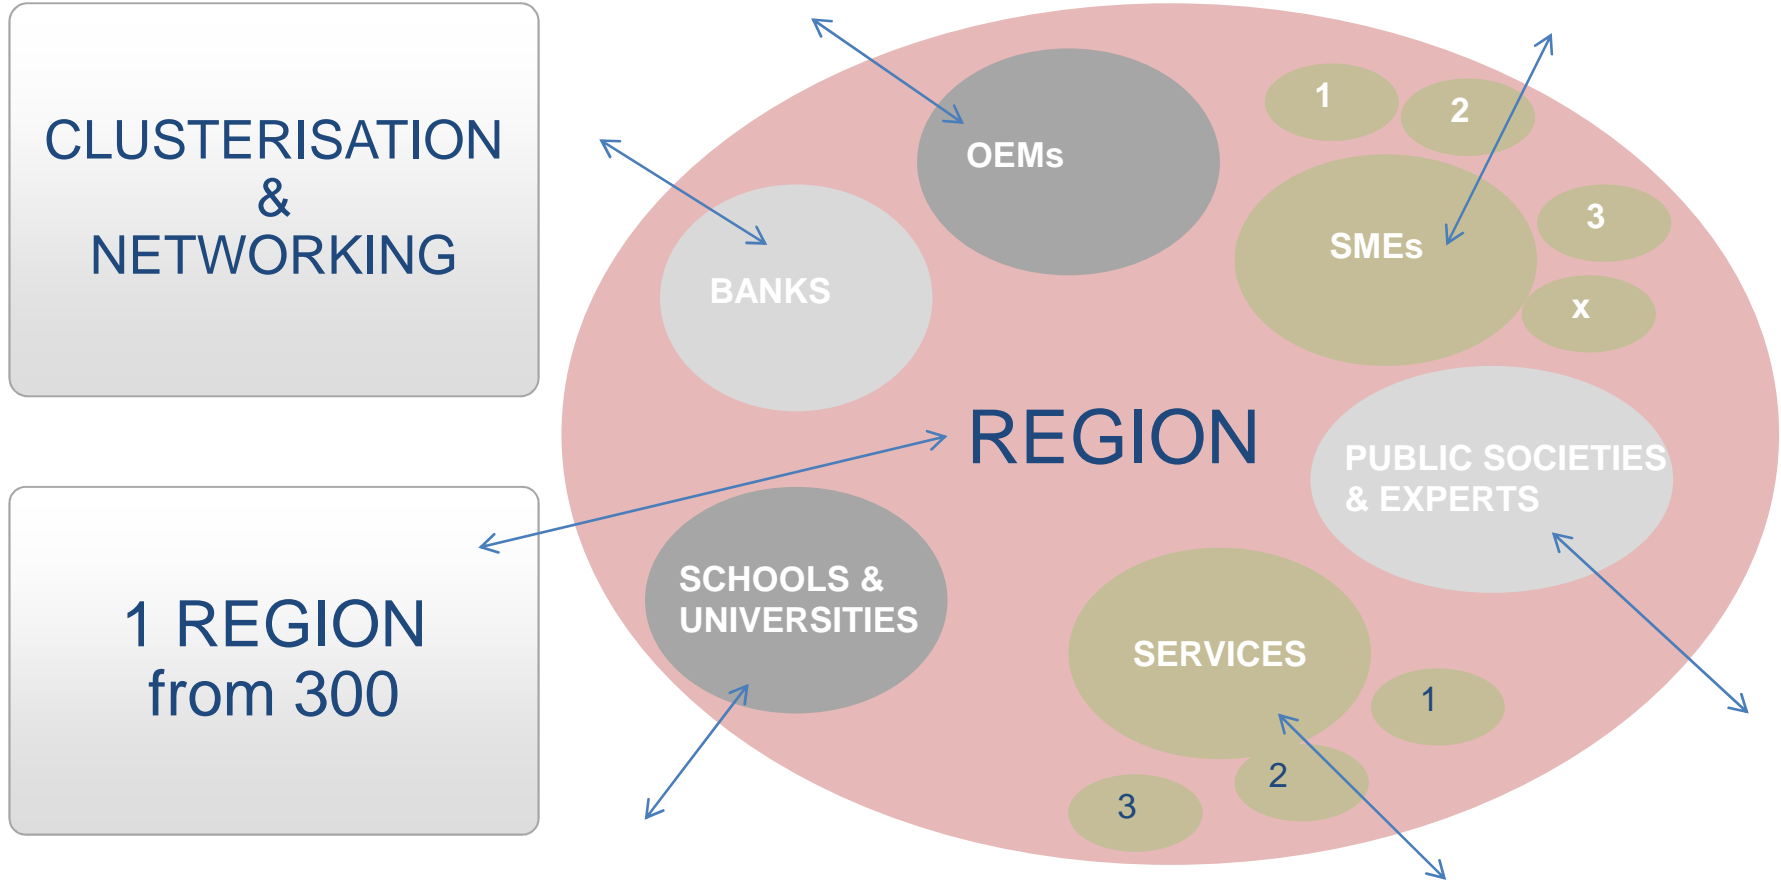 CLUSTERISATION
&
NETWORKING
1 REGION
from 300
OEMs
BANKS
1
2
SMEs
3
x
REGION
PUBLIC SOCIETIES
& EXPERTS
SCHOOLS &
UNIVERSITIES
SERVICES
1
2
3